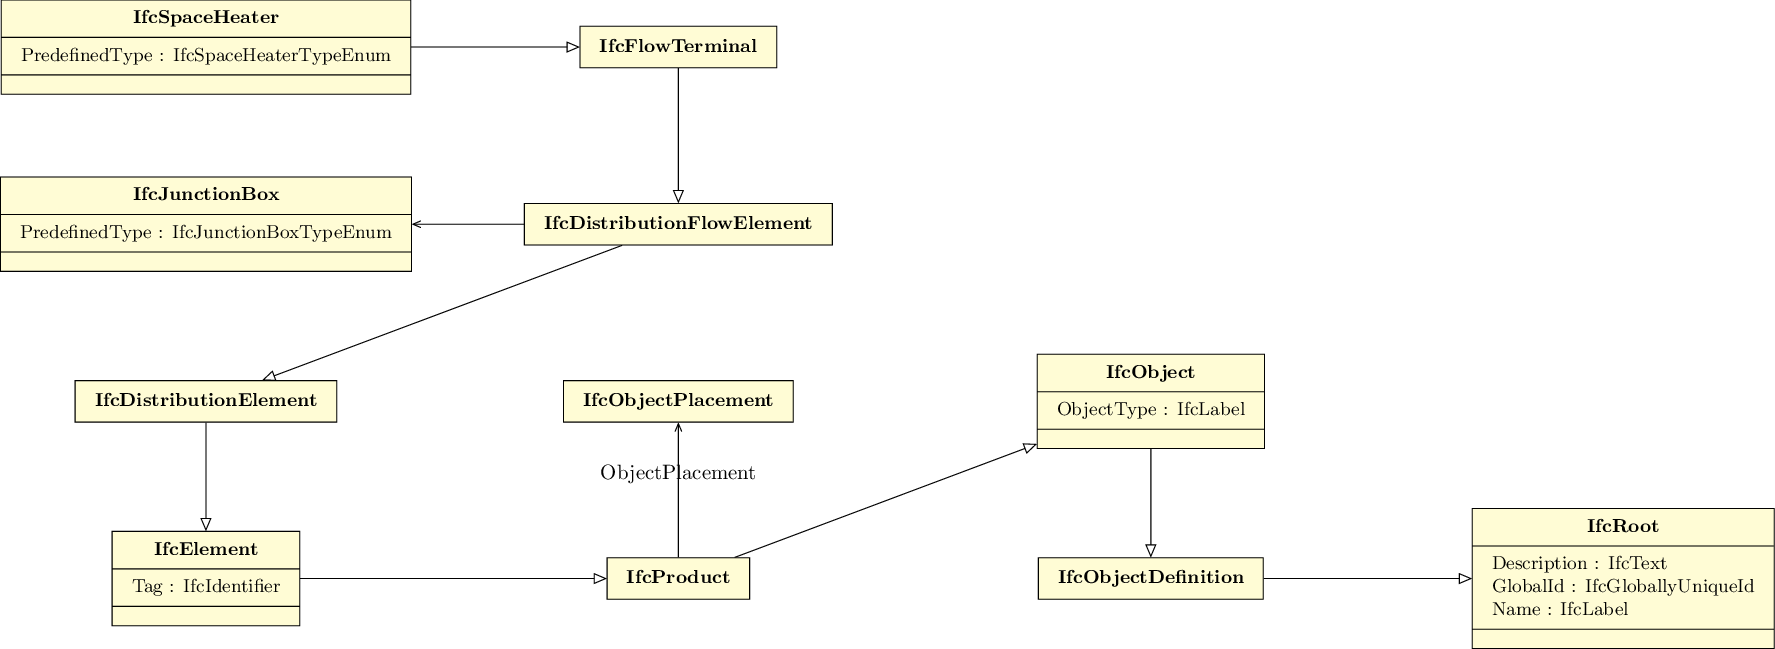 IfcSpaceHeater
PredefinedType : IfcSpaceHeaterTypeEnum
IfcFlowTerminal
IfcJunctionBox
PredefinedType : IfcJunctionBoxTypeEnum
IfcDistributionFlowElement
IfcDistributionElement
IfcObjectPlacement
IfcObject
ObjectType : IfcLabel
ObjectPlacement
IfcElement
Tag : IfcIdentifier
IfcProduct
IfcObjectDefinition
IfcRoot
Description : IfcText
GlobalId : IfcGloballyUniqueId
Name : IfcLabel